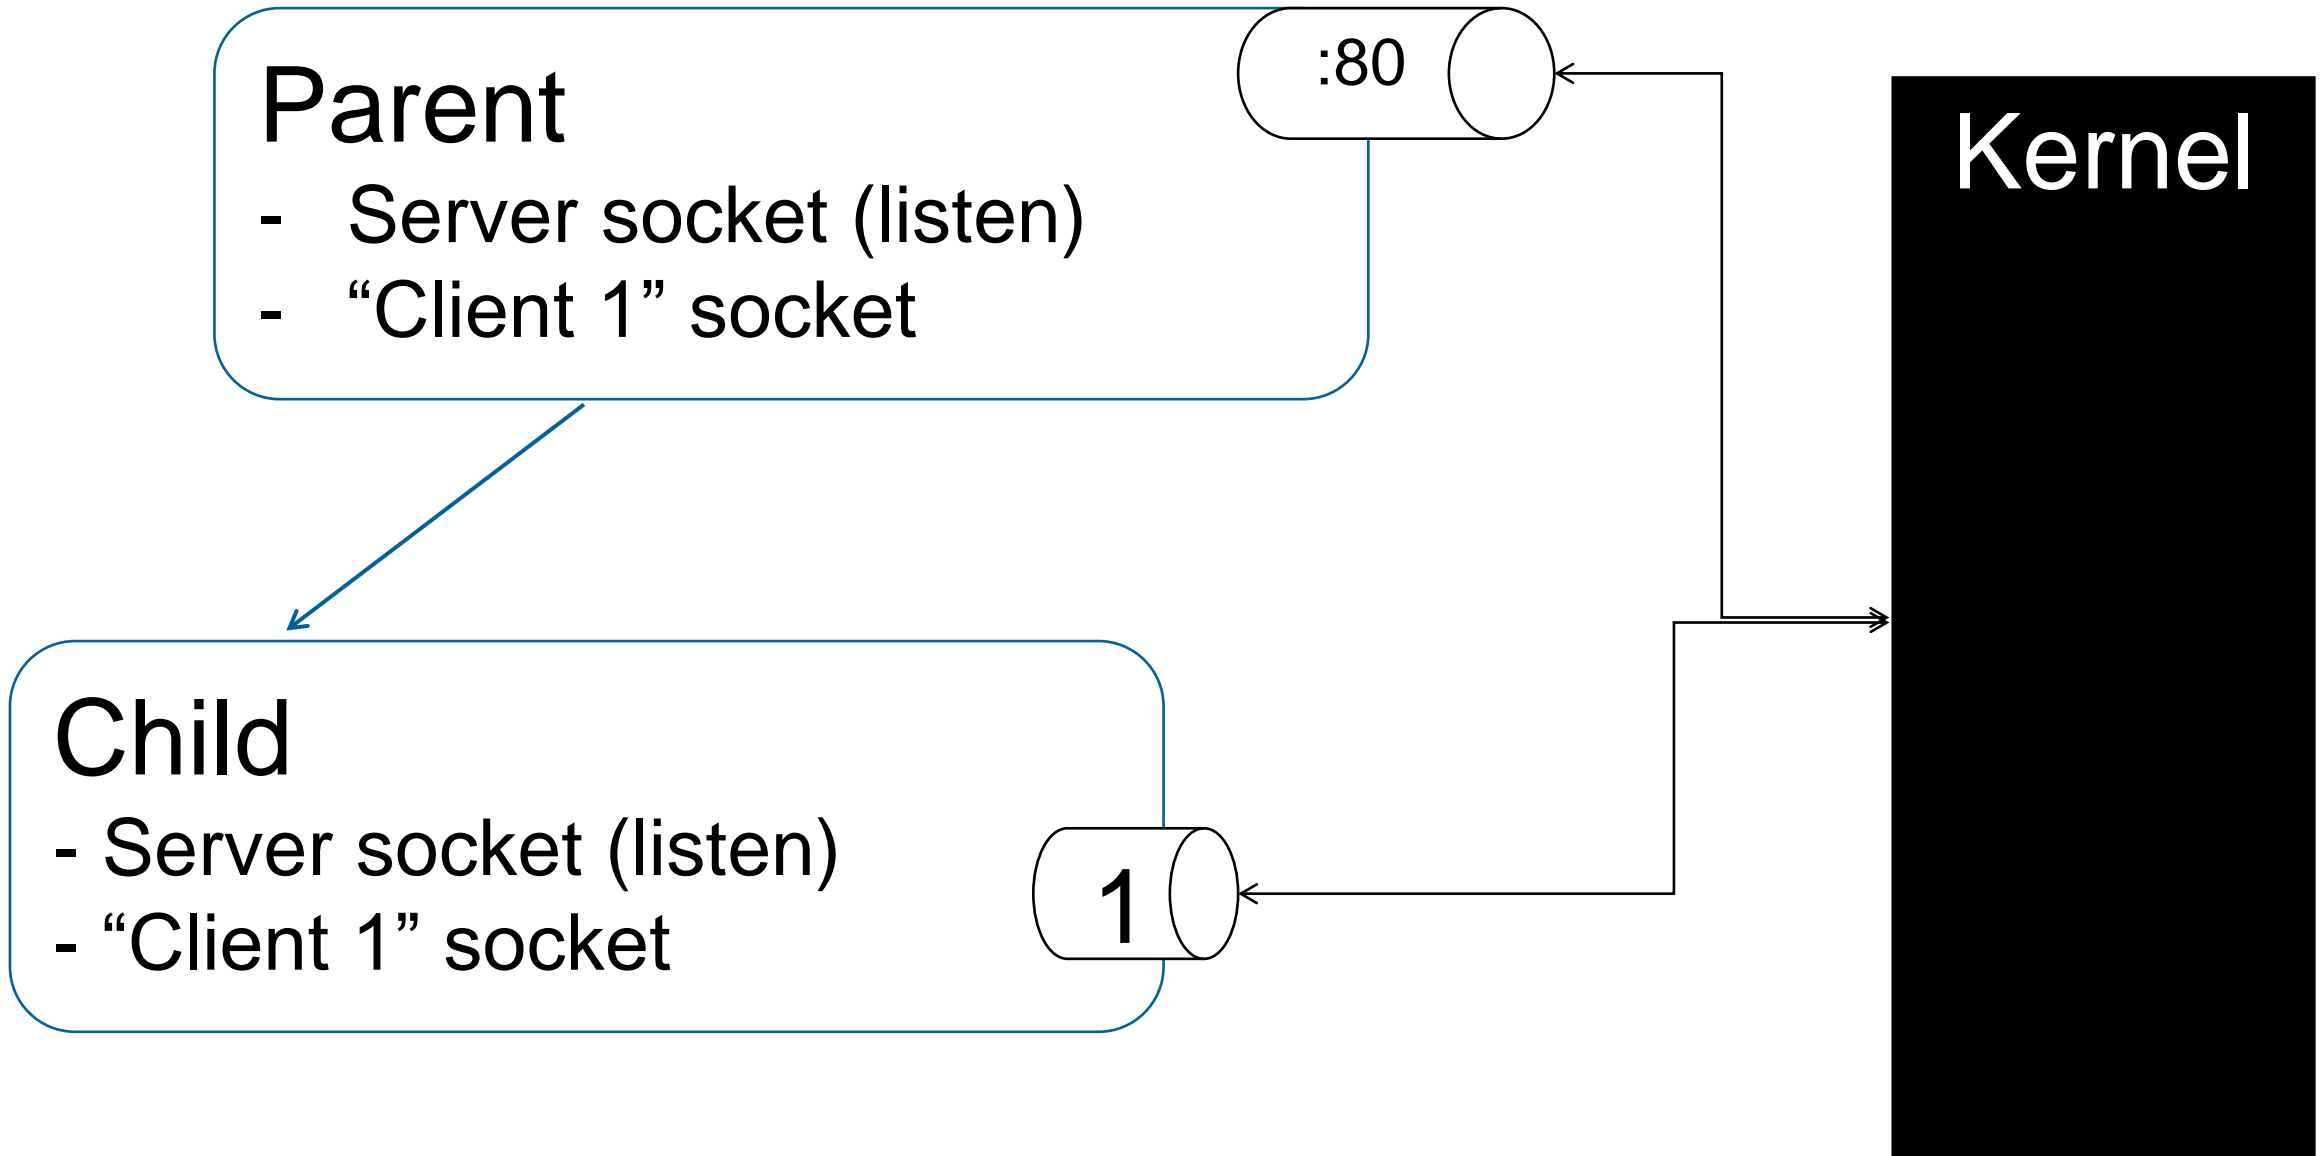 Parent
- Server socket (listen)
- “Client 1” socket
:80
Kernel
Child
- Server socket (listen)
- “Client 1” socket
1